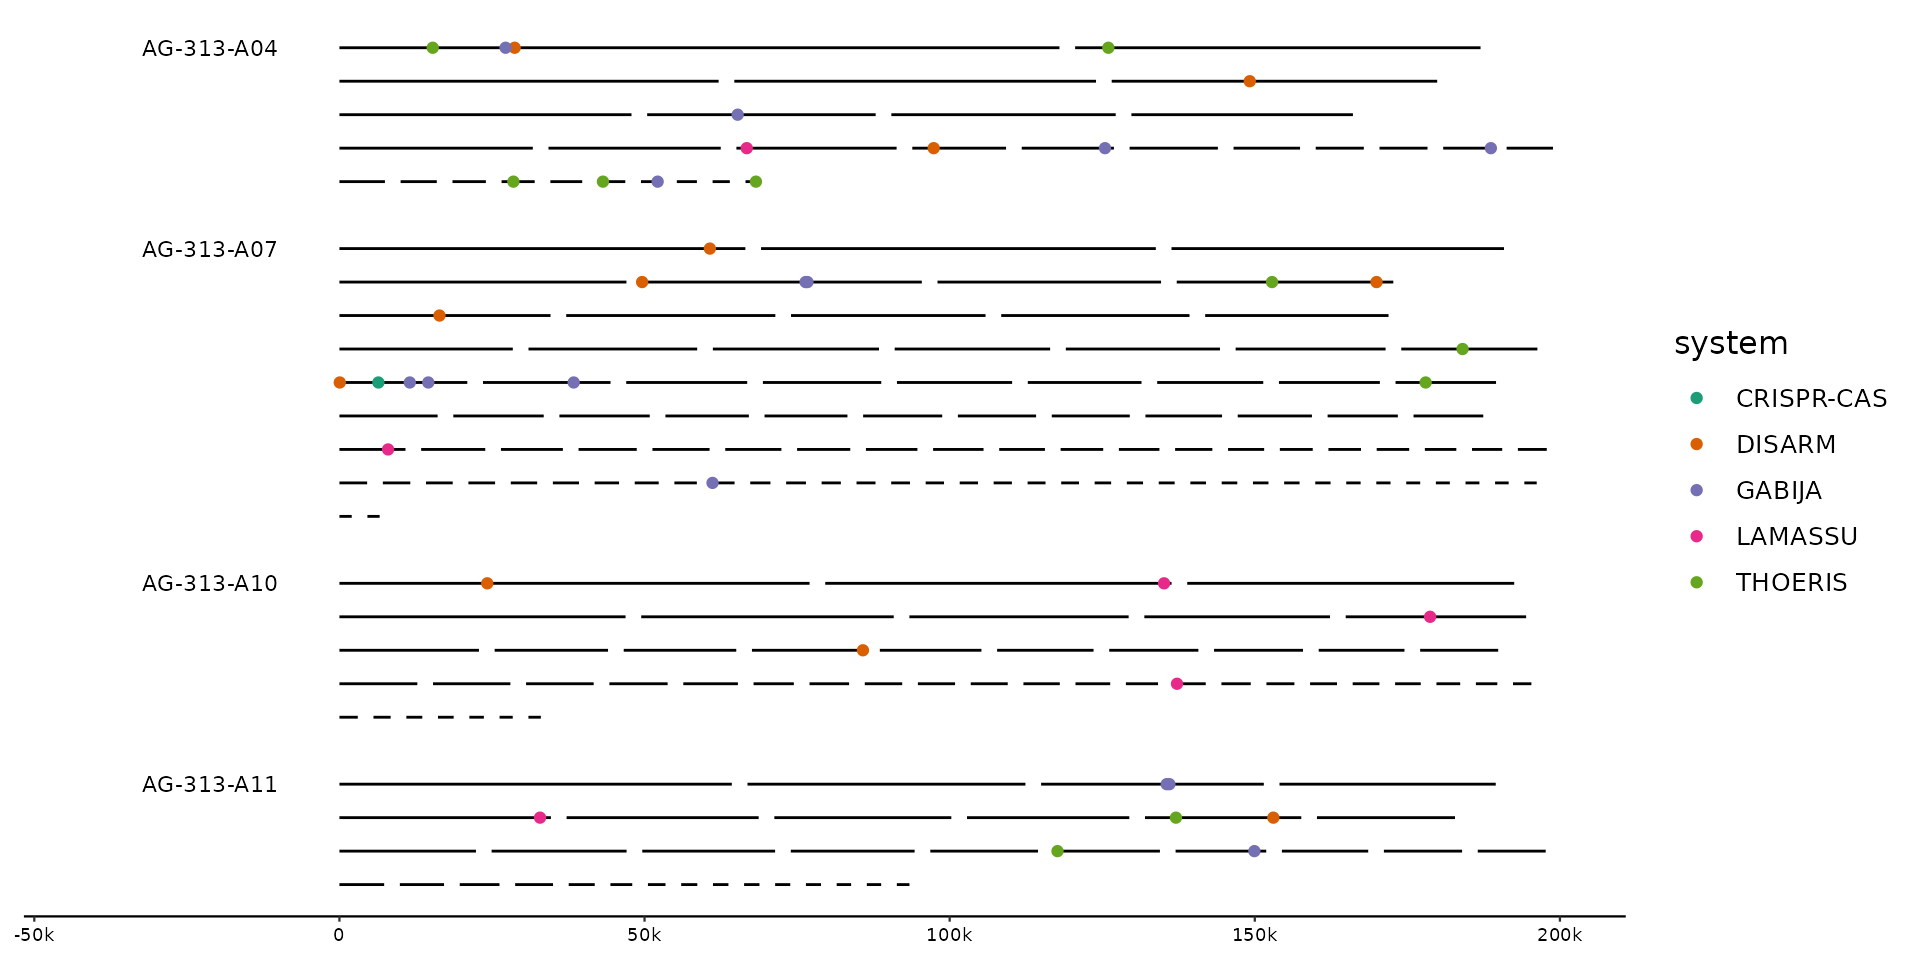 AG-313-A04
AG-313-A07
AG-313-A10
AG-313-A11
system
CRISPR-CAS
DISARM
GABIJA
LAMASSU
THOERIS
-50k 0 50k 100k 150k 200k